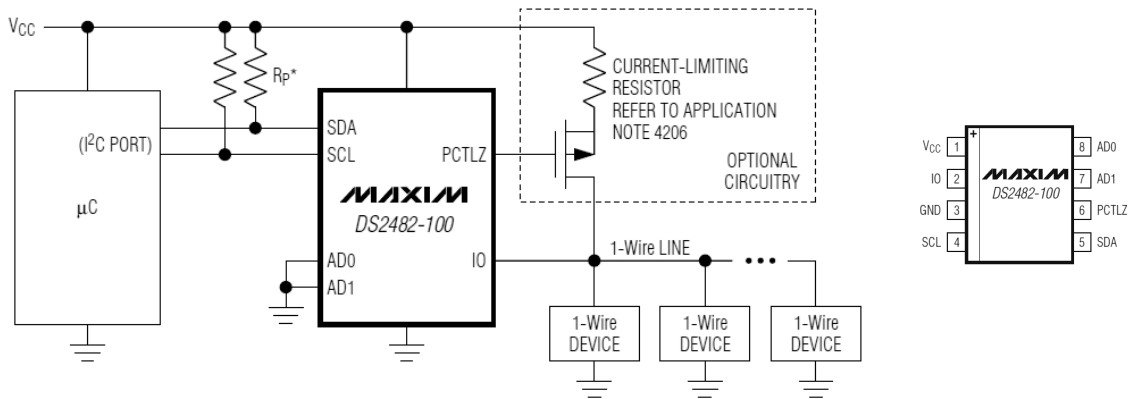 VCC
RP*
CURRENT-LIMITING
RESISTOR
REFER TO APPLICATION
NOTE 4206
OPTIONAL
CIRCUITRY
(I²C PORT)
µC
SDA
SCL
PCTLZ
MAXIM
DS2482-100
AD0
AD1
IO
1-Wire LINE
1-Wire
DEVICE
1-Wire
DEVICE
1-Wire
DEVICE
+
VCC 1
IO 2
GND 3
SCL 4
MAXIM
DS2482-100
8 AD0
7 AD1
6 PCTLZ
5 SDA